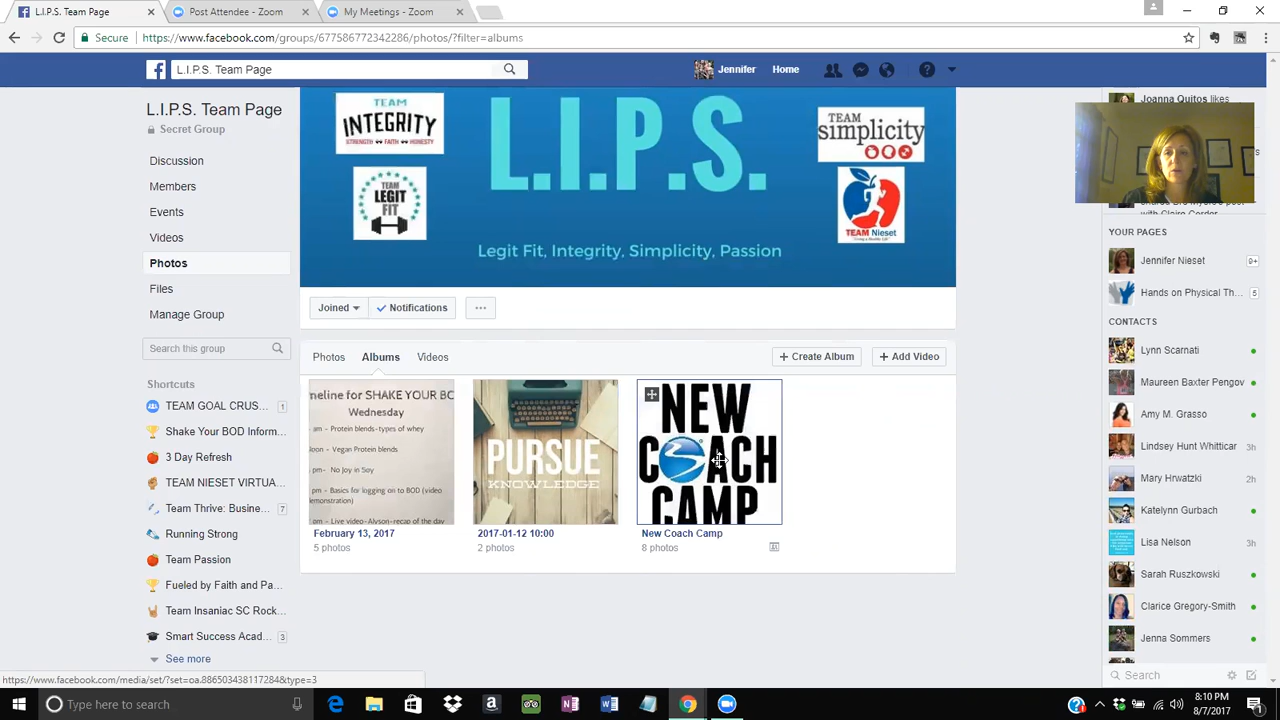 L.I.P.S. Team Page
Post Attendee - Zoom
My Meetings - Zoom
Secure
https://www.facebook.com/groups/677586772342286/photos/?filter=albums
L.I.P.S. Team Page
Jennifer
Home
L.I.P.S. Team Page
Secret Group
Discussion
Members
Events
Videos
Photos
Files
Manage Group
Search this group
Shortcuts
TEAM GOAL CRUS... 1
Shake Your BOD Inform...
3 Day Refresh
TEAM NIESET VIRTUA...
Team Thrive: Busine... 7
Running Strong
Team Passion
Fueled by Faith and Pa...
Team Insaniac SC Rock...
Smart Success Acad... 3
See more
TEAM
INTEGRITY
STRENGTH FAITH HONESTY
TEAM
LEGIT
FIT
L.I.P.S.
Legit Fit, Integrity, Simplicity, Passion
TEAM
simplicity
TEAM Nieset
Joined
Notifications
Photos
Albums
Videos
+ Create Album
+ Add Video
meline for SHAKE YOUR BO
Wednesday
am - Protein blends-types of whey
oon - Vegan Protein blends
pm- No Joy in Soy
pm - Basics for logging on to BOD (video
demonstration)
pm- Live video-Alyson-recap of the day
February 13, 2017
5 photos
PURSUE
KNOWLEDGE
2017-01-12 10:00
2 photos
NEW
COACH
CAMP
New Coach Camp
8 photos
Joanna Quitos likes
with Claire Corder
YOUR PAGES
Jennifer Nieset 9+
Hands on Physical Th... 5
CONTACTS
Lynn Scarnati
Maureen Baxter Pengov
Amy M. Grasso
Lindsey Hunt Whitticar 3h
Mary Hrvatzki 2h
Katelynn Gurbach
Lisa Nelson 3h
Sarah Ruszkowski
Clarice Gregory-Smith
Jenna Sommers
Search
https://www.facebook.com/media/set/?set=oa.886503438117284&type=3
Type here to search
8:10 PM
8/7/2017